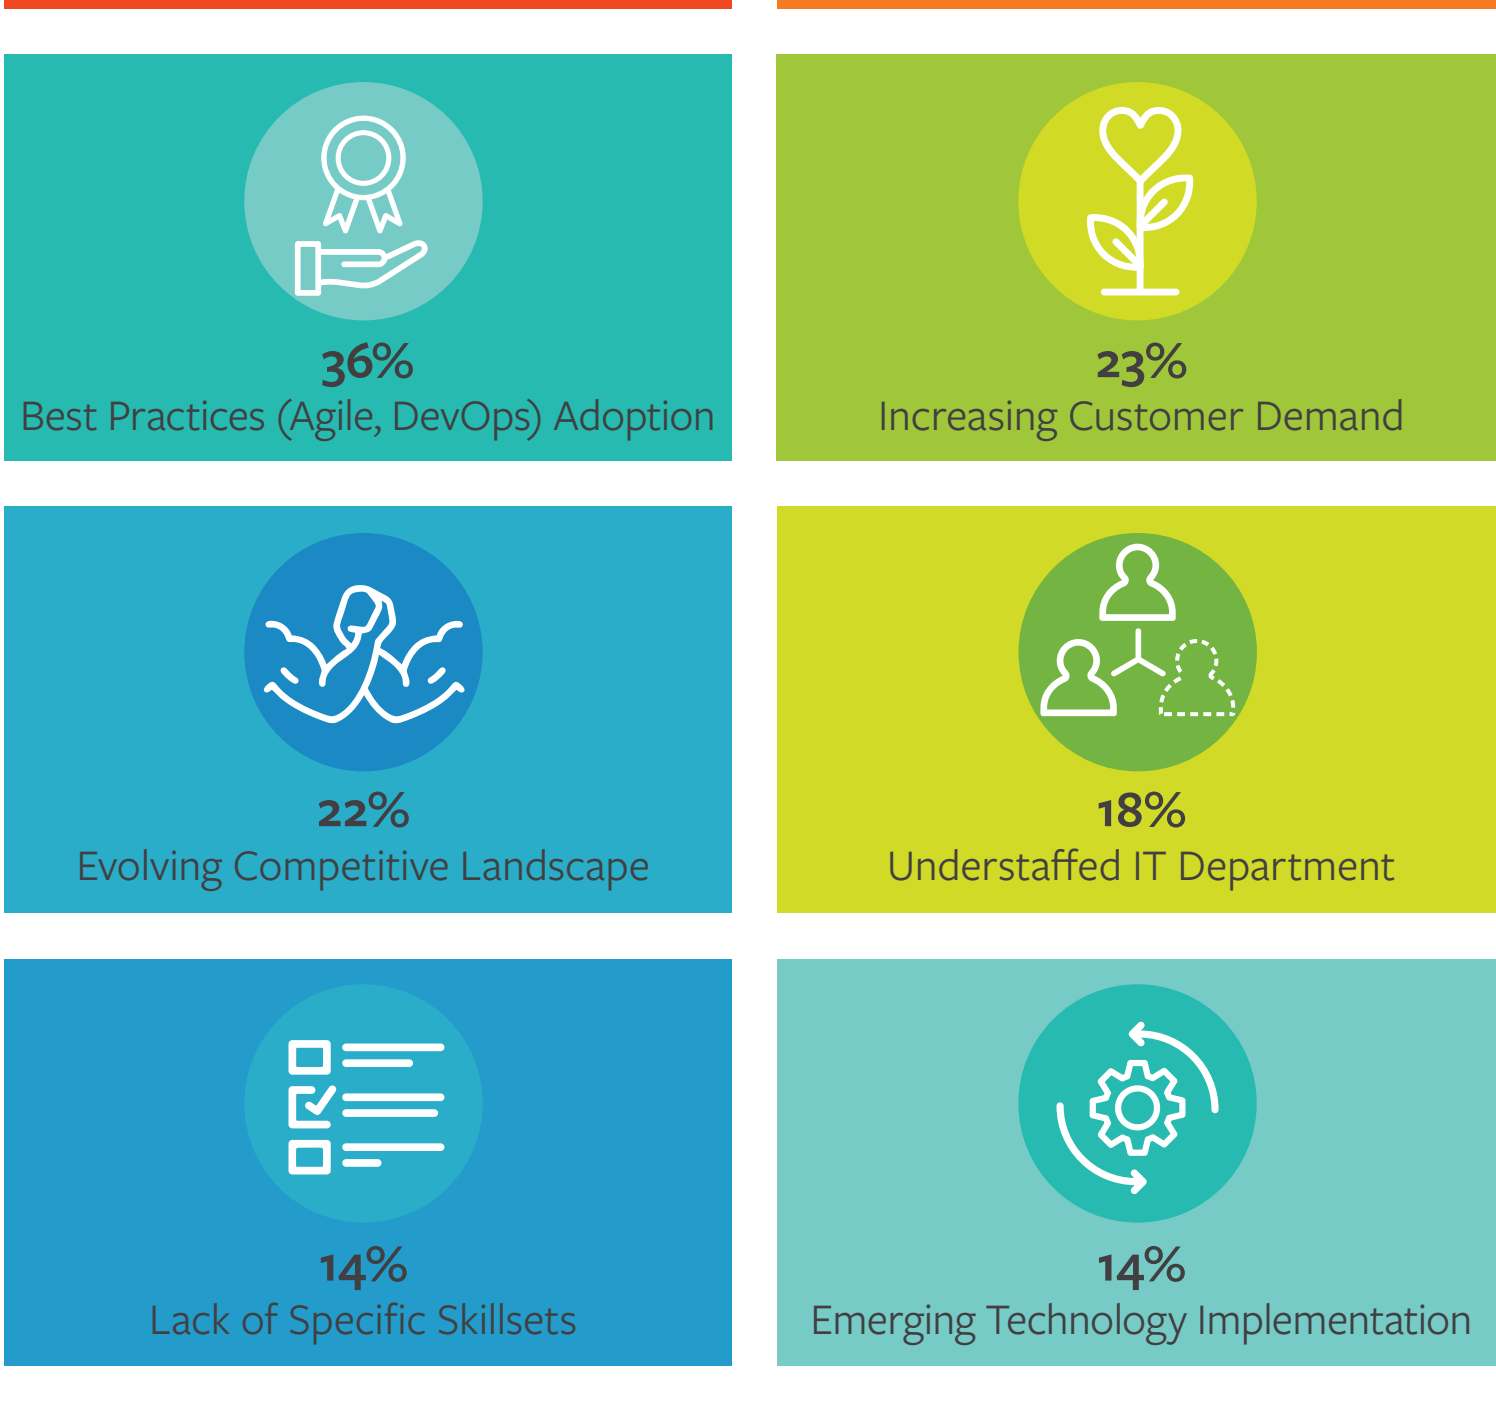 36%
Best Practices (Agile, DevOps) Adoption
23%
Increasing Customer Demand
22%
Evolving Competitive Landscape
18%
Understaffed IT Department
14%
Lack of Specific Skillsets
14%
Emerging Technology Implementation